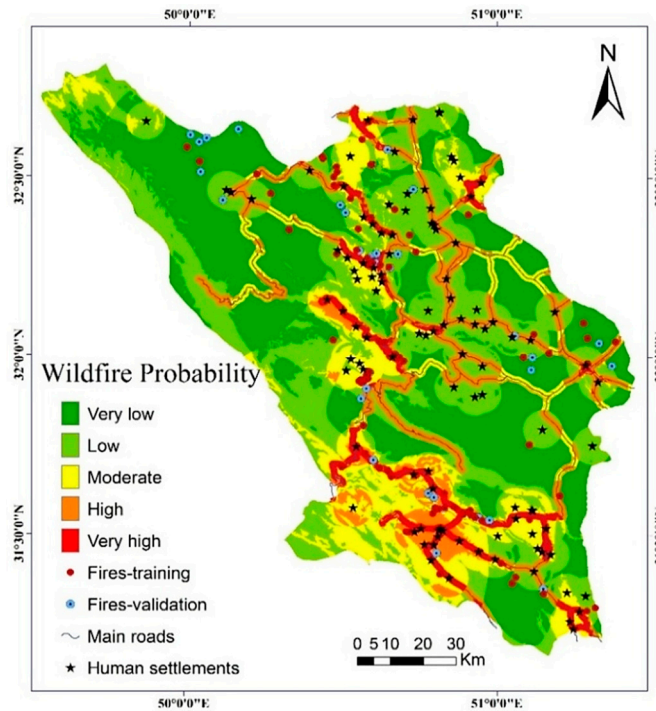 50°0'0"E 51°0'0"E
N
32°30'0"N
32°0'0"N
31°30'0"N
Wildfire Probability
Very low
Low
Moderate
High
Very high
Fires-training
Fires-validation
Main roads
Human settlements
0 5 10 20 30
Km
50°0'0"E 51°0'0"E